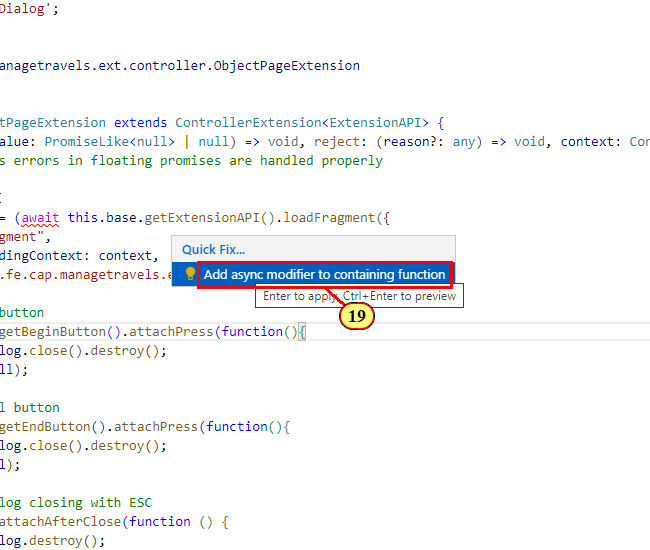 Dialog';
anagetravels.ext.controller.ObjectPageExtension
tPageExtension extends ControllerExtension<ExtensionAPI> {
alue: PromiseLike<null> | null) => void, reject: (reason?: any) => void, context: Con
s errors in floating promises are handled properly
{
= (await this.base.getExtensionAPI().loadFragment({
gment",
dingContext: context,
Quick Fix...
.fe.cap.managetravels.e
Add async modifier to containing function
Enter to apply, Ctrl+Enter to preview
button
19
getBeginButton().attachPress(function(){
log.close().destroy();
ll);
l button
getEndButton().attachPress(function(){
log.close().destroy();
l);
log closing with ESC
attachAfterClose(function () {
log.destroy();